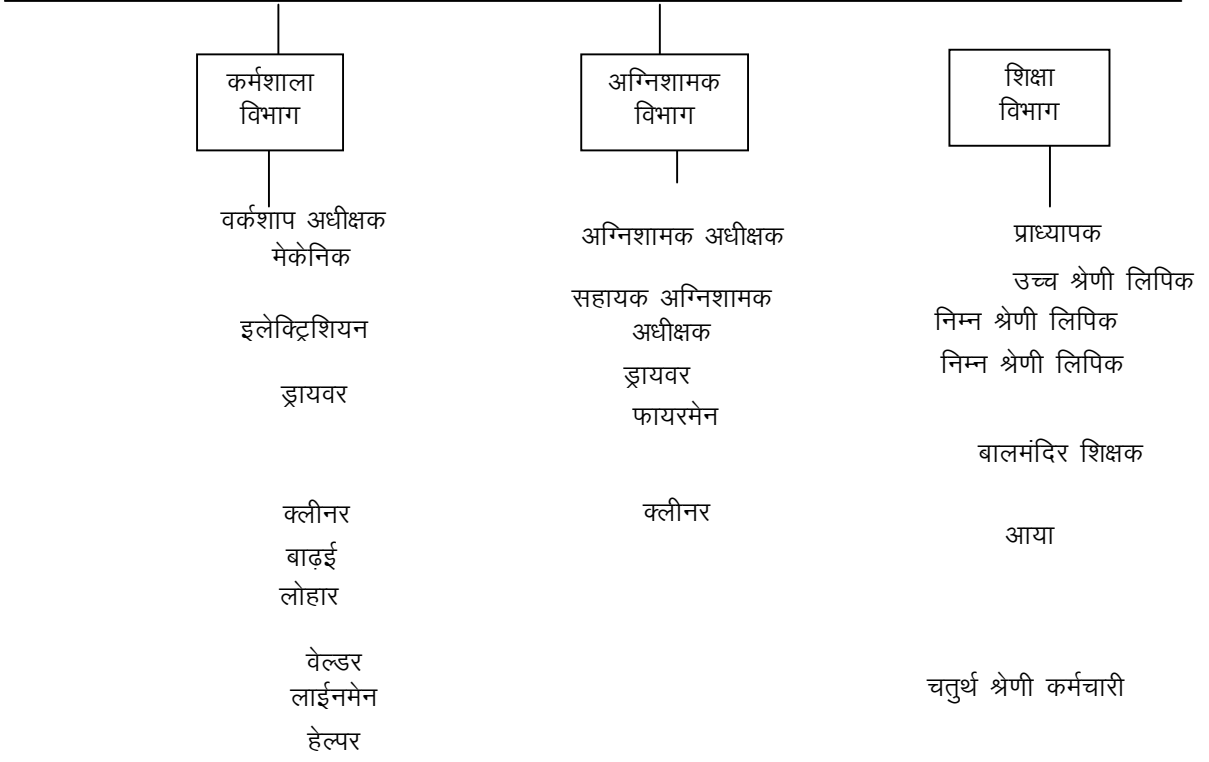 कर्मशाला
विभाग
वर्कशाप अधीक्षक
मेकेनिक
इलेक्ट्रिशियन
ड्रायवर
क्लीनर
बाढ़ई
लोहार
वेल्डर
लाईनमेन
हेल्पर
अग्निशामक
विभाग
अग्निशामक अधीक्षक
सहायक अग्निशामक
अधीक्षक
ड्रायवर
फायरमेन
क्लीनर
शिक्षा
विभाग
प्राध्यापक
उच्च श्रेणी लिपिक
निम्न श्रेणी लिपिक
निम्न श्रेणी लिपिक
बालमंदिर शिक्षक
आया
चतुर्थ श्रेणी कर्मचारी